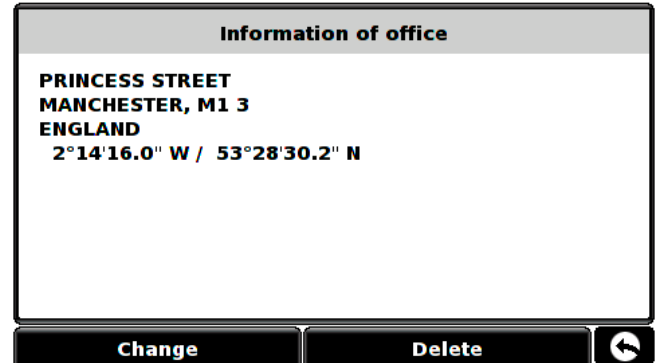 Information of office
PRINCESS STREET
MANCHESTER, M1 3
ENGLAND
2°14'16.0" W / 53°28'30.2" N
Change
Delete